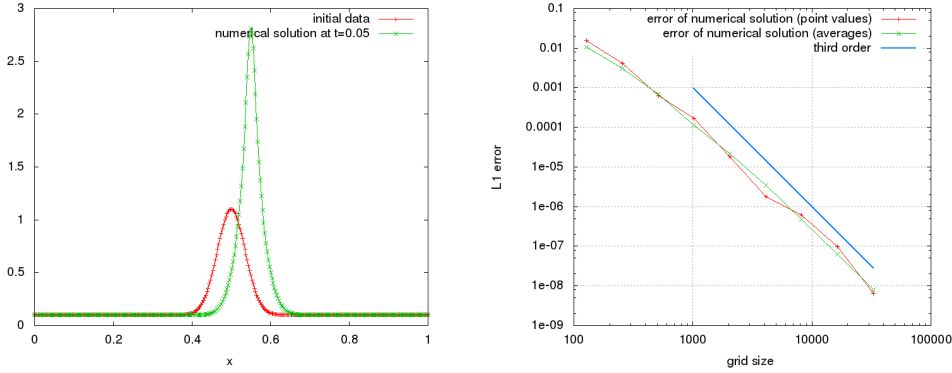 initial data
numerical solution at t=0.05
3
2.5
2
1.5
1
0.5
0
0 0.2 0.4 0.6 0.8 1
x
error of numerical solution (point values)
error of numerical solution (averages)
third order
L1 error
0.1
0.01
0.001
0.0001
1e-05
1e-06
1e-07
1e-08
1e-09
100 1000 10000 100000
grid size